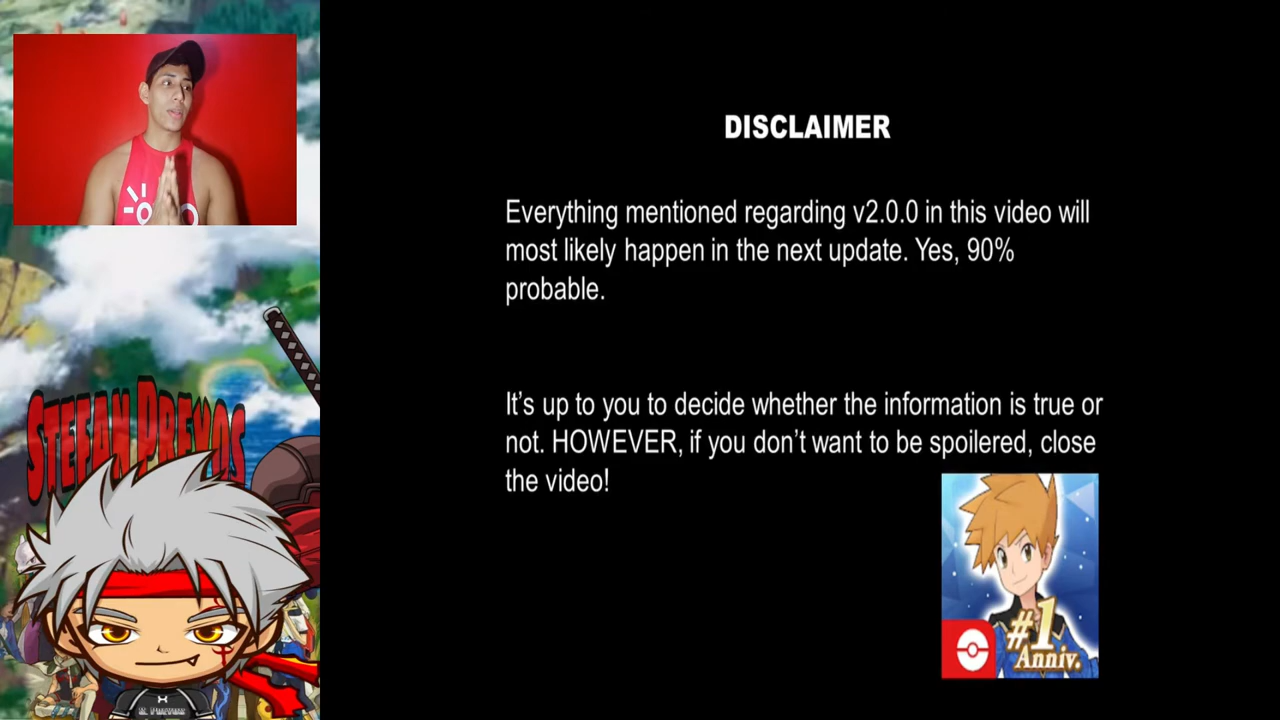 DISCLAIMER
Everything mentioned regarding v2.0.0 in this video will
most likely happen in the next update. Yes, 90%
probable.
It's up to you to decide whether the information is true or
not. HOWEVER, if you don't want to be spoilered, close
the video!
STEFAN PREVOS
#1
Anniv.